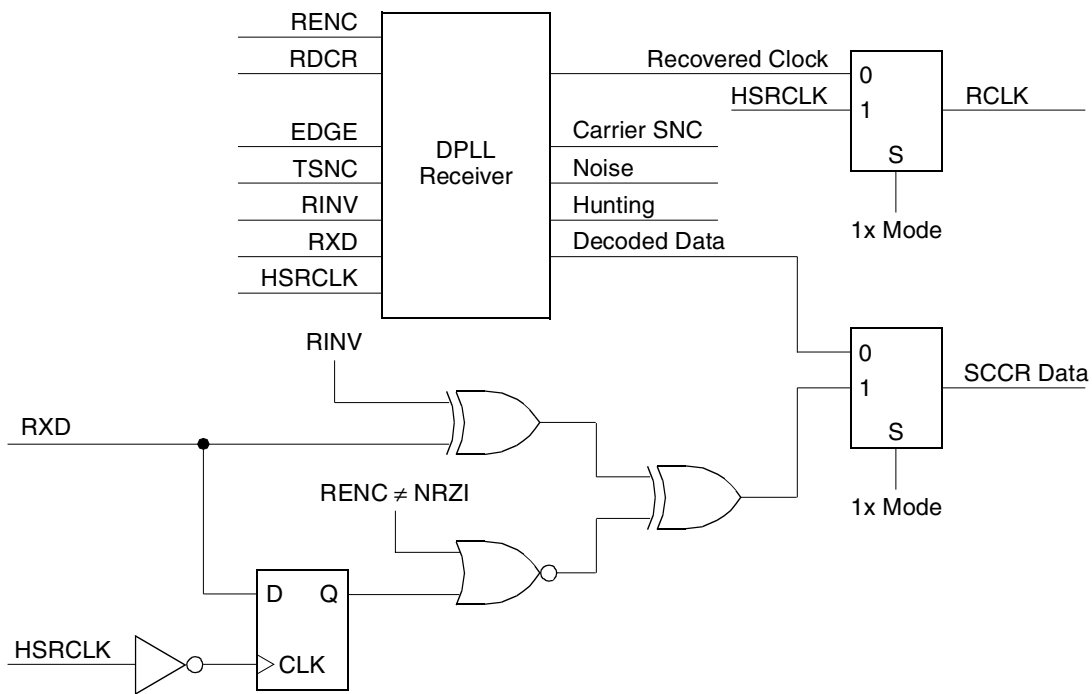 RENC
RDCR
EDGE
TSNC
RINV
RXD
HSRCLK
DPLL
Receiver
Recovered Clock
HSRCLK
Carrier SNC
Noise
Hunting
Decoded Data
0
1
S
RCLK
1x Mode
RINV
RXD
RENC ≠ NRZI
0
1
S
SCCR Data
1x Mode
D Q
CLK
HSRCLK